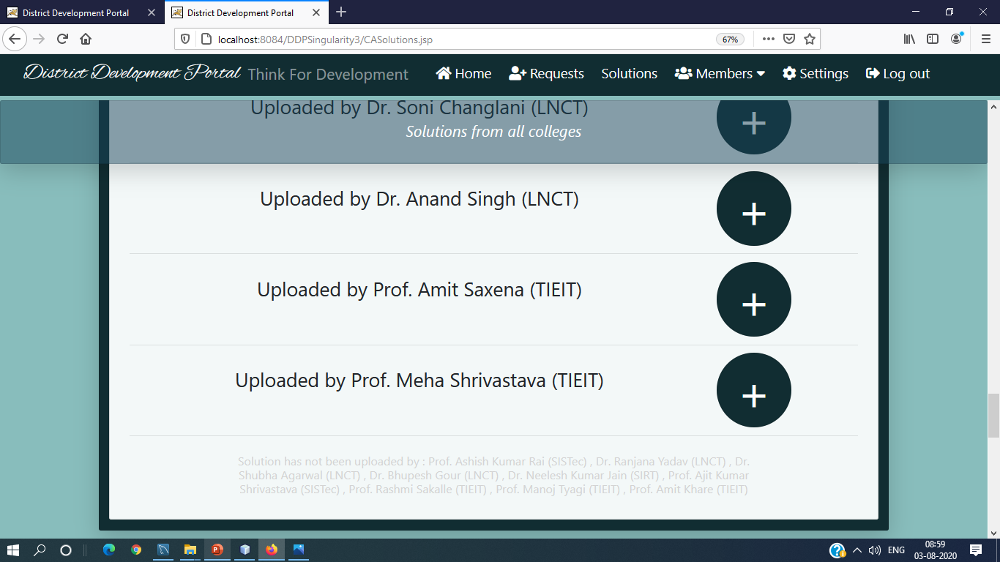 District Development Portal
District Development Portal
localhost:8084/DDPSingularity3/CASolutions.jsp
67%
District Development Portal Think For Development Home Requests Solutions Members Settings Log out
Uploaded by Dr. Soni Changlani (LNCT)
Solutions from all colleges
Uploaded by Dr. Anand Singh (LNCT)
Uploaded by Prof. Amit Saxena (TIEIT)
Uploaded by Prof. Meha Shrivastava (TIEIT)
Solution has not been uploaded by : Prof. Ashish Kumar Rai (SISTec) , Dr. Ranjana Yadav (LNCT) , Dr.
Shubha Agarwal (LNCT) , Dr. Bhupesh Gour (LNCT) , Dr. Neelesh Kumar Jain (SIRT) , Prof. Ajit Kumar
Shrivastava (SISTec) , Prof. Rashmi Sakalle (TIEIT) , Prof. Manoj Tyagi (TIEIT) , Prof. Amit Khare (TIEIT)
ENG
08:59
03-08-2020